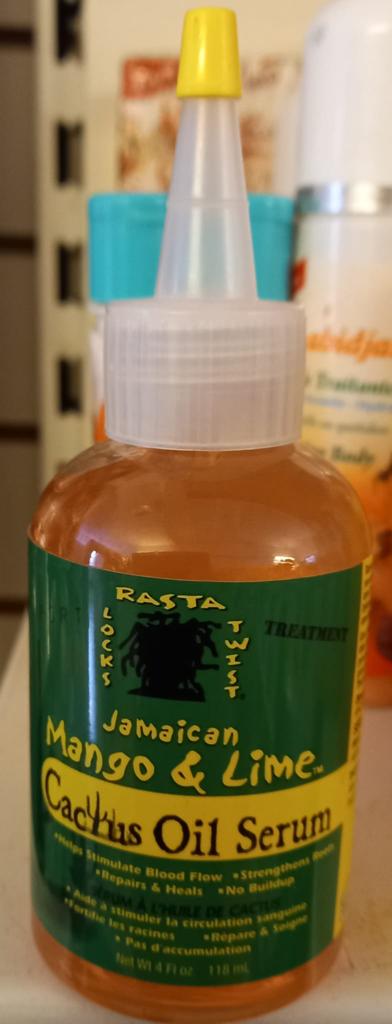 RASTA
LOCKS
TWIST
TREATMENT
Jamaican
Mango & Lime™
Cactus Oil Serum
•Helps Stimulate Blood Flow •Strengthens Roots
•Repairs & Heals •No Buildup
SÉRUM À L'HUILE DE CACTUS
•Aide à stimuler la circulation sanguine
•Fortifie les racines •Répare & Soigne
• Pas d'accumulation
Net Wt 4 Fl oz 118 mL
Body